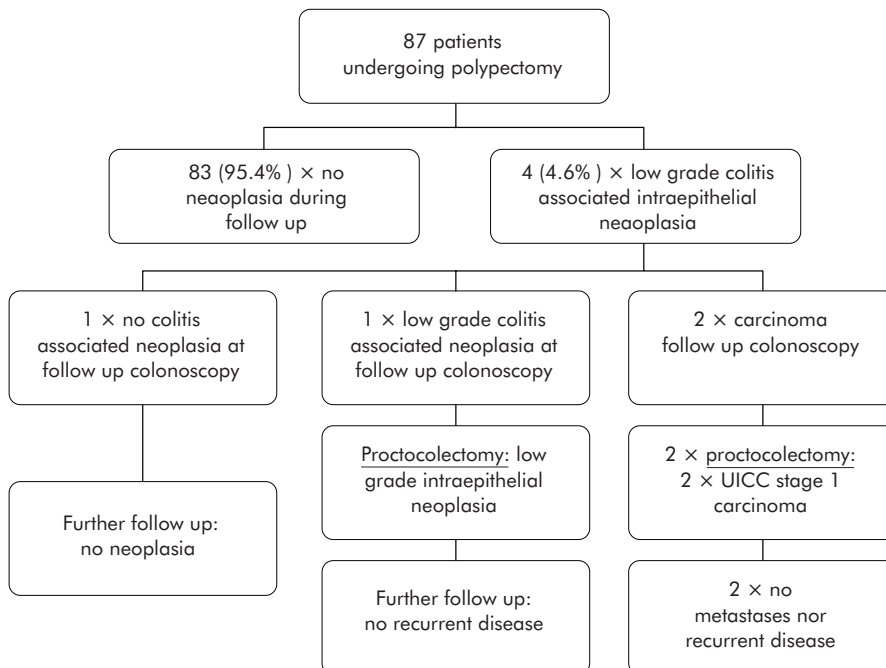 87 patients
undergoing polypectomy
83 (95.4% ) × no
neaoplasia during
follow up
4 (4.6% ) × low grade colitis
associated intraepithelial
neaoplasia
1 × no colitis
associated neoplasia at
follow up colonoscopy
1 × low grade colitis
associated neoplasia at
follow up colonoscopy
2 × carcinoma
follow up colonoscopy
Further follow up:
no neoplasia
Proctocolectomy: low
grade intraepithelial
neoplasia
2 × proctocolectomy:
2 × UICC stage 1
carcinoma
Further follow up:
no recurrent disease
2 × no
metastases nor
recurrent disease